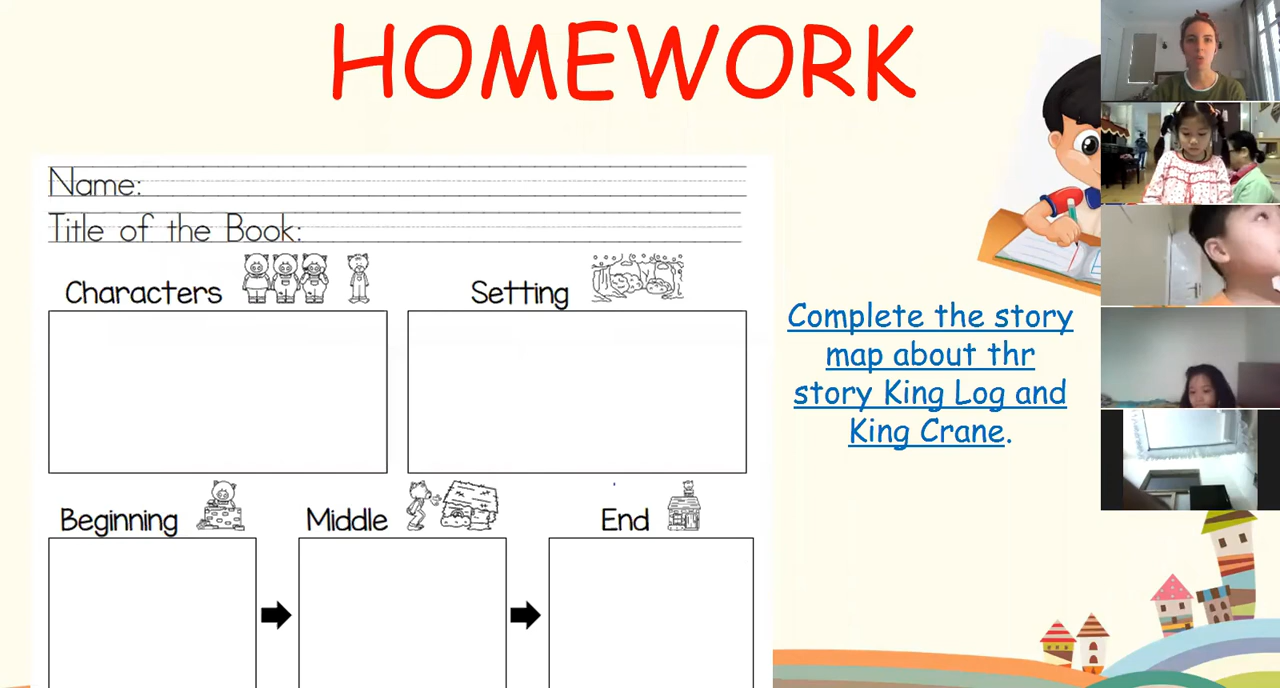 HOMEWORK
Name:
Title of the Book:
Characters
Setting
Complete the story
map about thr
story King Log and
King Crane.
Beginning
Middle
End